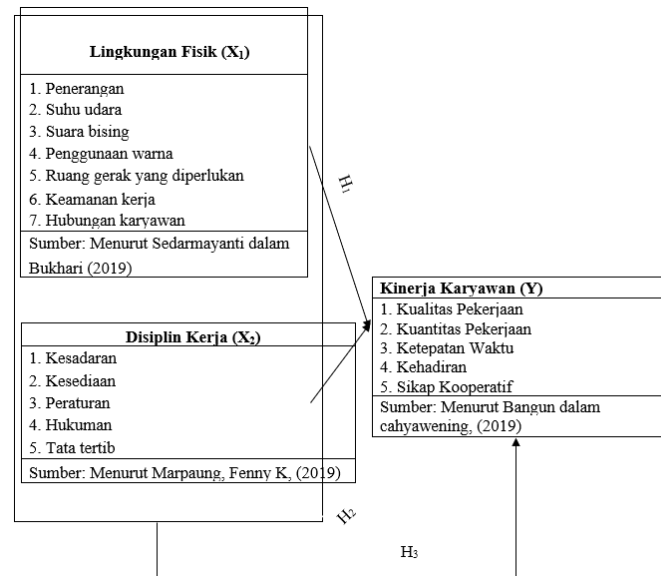 Lingkungan Fisik (X₁)
1. Penerangan
2. Suhu udara
3. Suara bising
4. Penggunaan warna
5. Ruang gerak yang diperlukan
6. Keamanan kerja
7. Hubungan karyawan
Sumber: Menurut Sedarmayanti dalam
Bukhari (2019)
H₁
Disiplin Kerja (X₂)
1. Kesadaran
2. Kesediaan
3. Peraturan
4. Hukuman
5. Tata tertib
Sumber: Menurut Marpaung, Fenny K, (2019)
H₂
Kinerja Karyawan (Y)
1. Kualitas Pekerjaan
2. Kuantitas Pekerjaan
3. Ketepatan Waktu
4. Kehadiran
5. Sikap Kooperatif
Sumber: Menurut Bangun dalam
cahyawening, (2019)
H₃